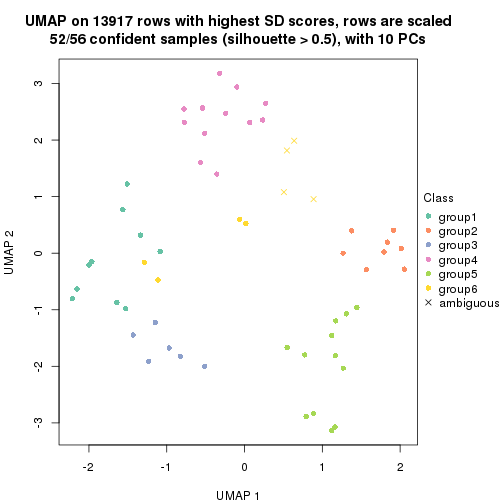 UMAP on 13917 rows with highest SD scores, rows are scaled
52/56 confident samples (silhouette > 0.5), with 10 PCs
3
2
1
0
-1
-2
-3
UMAP 2
-2
-1
0
1
2
UMAP 1
Class
group1
group2
group3
group4
group5
group6
ambiguous